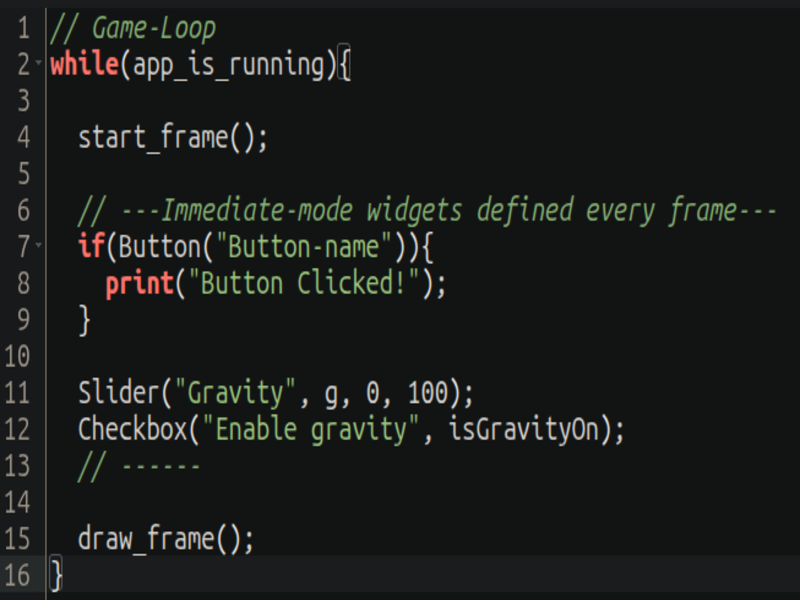 1 // Game-Loop
2 while(app_is_running){
3
4 start_frame();
5
6 // ---Immediate-mode widgets defined every frame---
7 if(Button("Button-name")){
8 print("Button Clicked!");
9 }
10
11 Slider("Gravity", g, 0, 100);
12 Checkbox("Enable gravity", isGravityOn);
13 // ------
14
15 draw_frame();
16 }